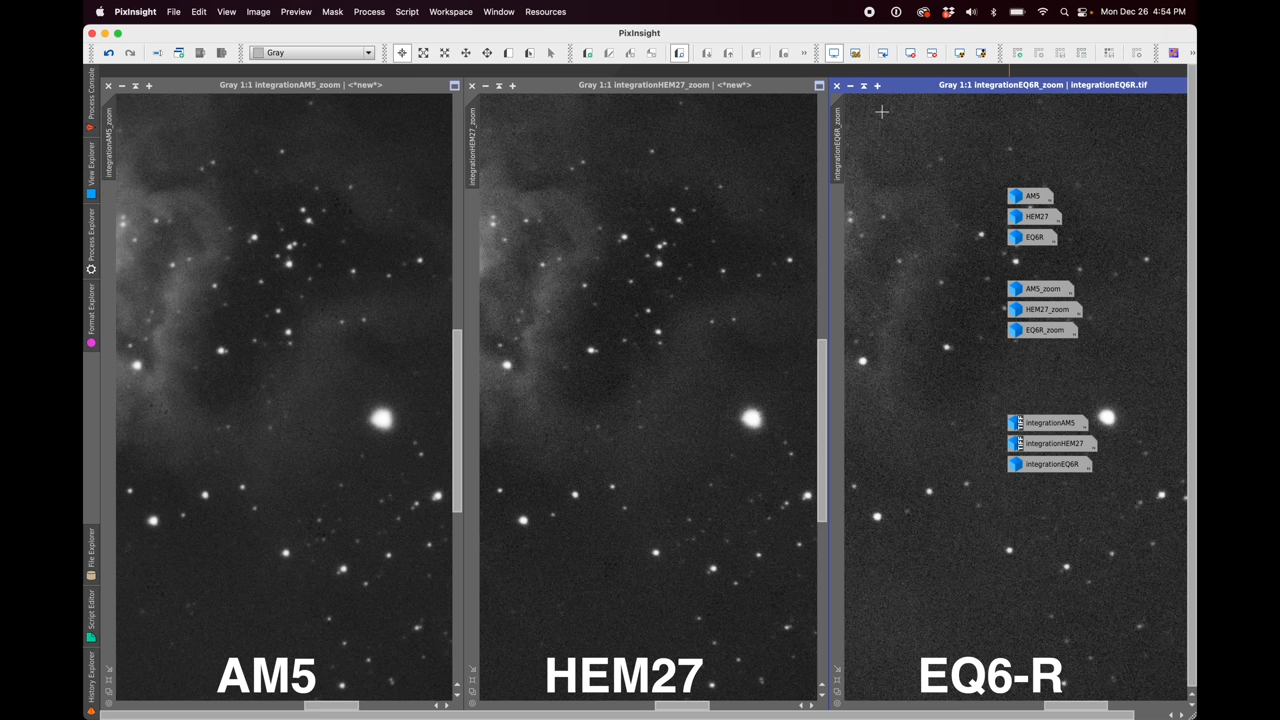 PixInsight File Edit View Image Preview Mask Process Script Workspace Window Resources Mon Dec 26 4:54 PM
PixInsight
Gray
Process Console
View Explorer
Process Explorer
Format Explorer
File Explorer
Script Editor
History Explorer
Gray 1:1 integrationAM5_zoom | <*new*>
integrationAM5_zoom
AM5
Gray 1:1 integrationHEM27_zoom | <*new*>
integrationHEM27_zoom
HEM27
Gray 1:1 integrationEQ6R_zoom | integrationEQ6R.tif
integrationEQ6R_zoom
AM5
HEM27
EQ6R
AM5_zoom
HEM27_zoom
EQ6R_zoom
TIFF integrationAM5
TIFF integrationHEM27
integrationEQ6R
EQ6-R